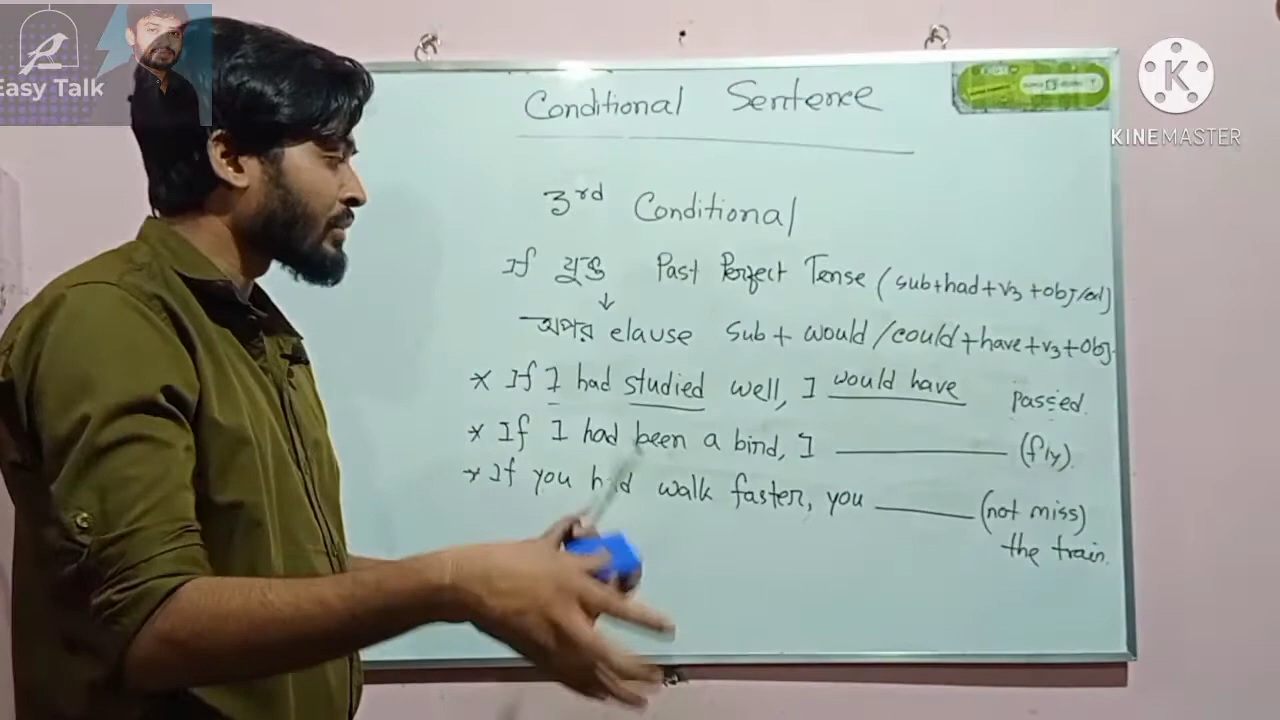 Easy Talk
KINEMASTER
Conditional Sentence
3rd Conditional
If যুক্ত Past Perfect Tense (sub+had+v3+obj/
↓
অপর clause Sub+ would/could+have+v3+obj.
* If I had studied well, I would have passed.
* If I had been a bird, I ________ (fly).
* If you had walk faster, you ______ (not miss)
the train.